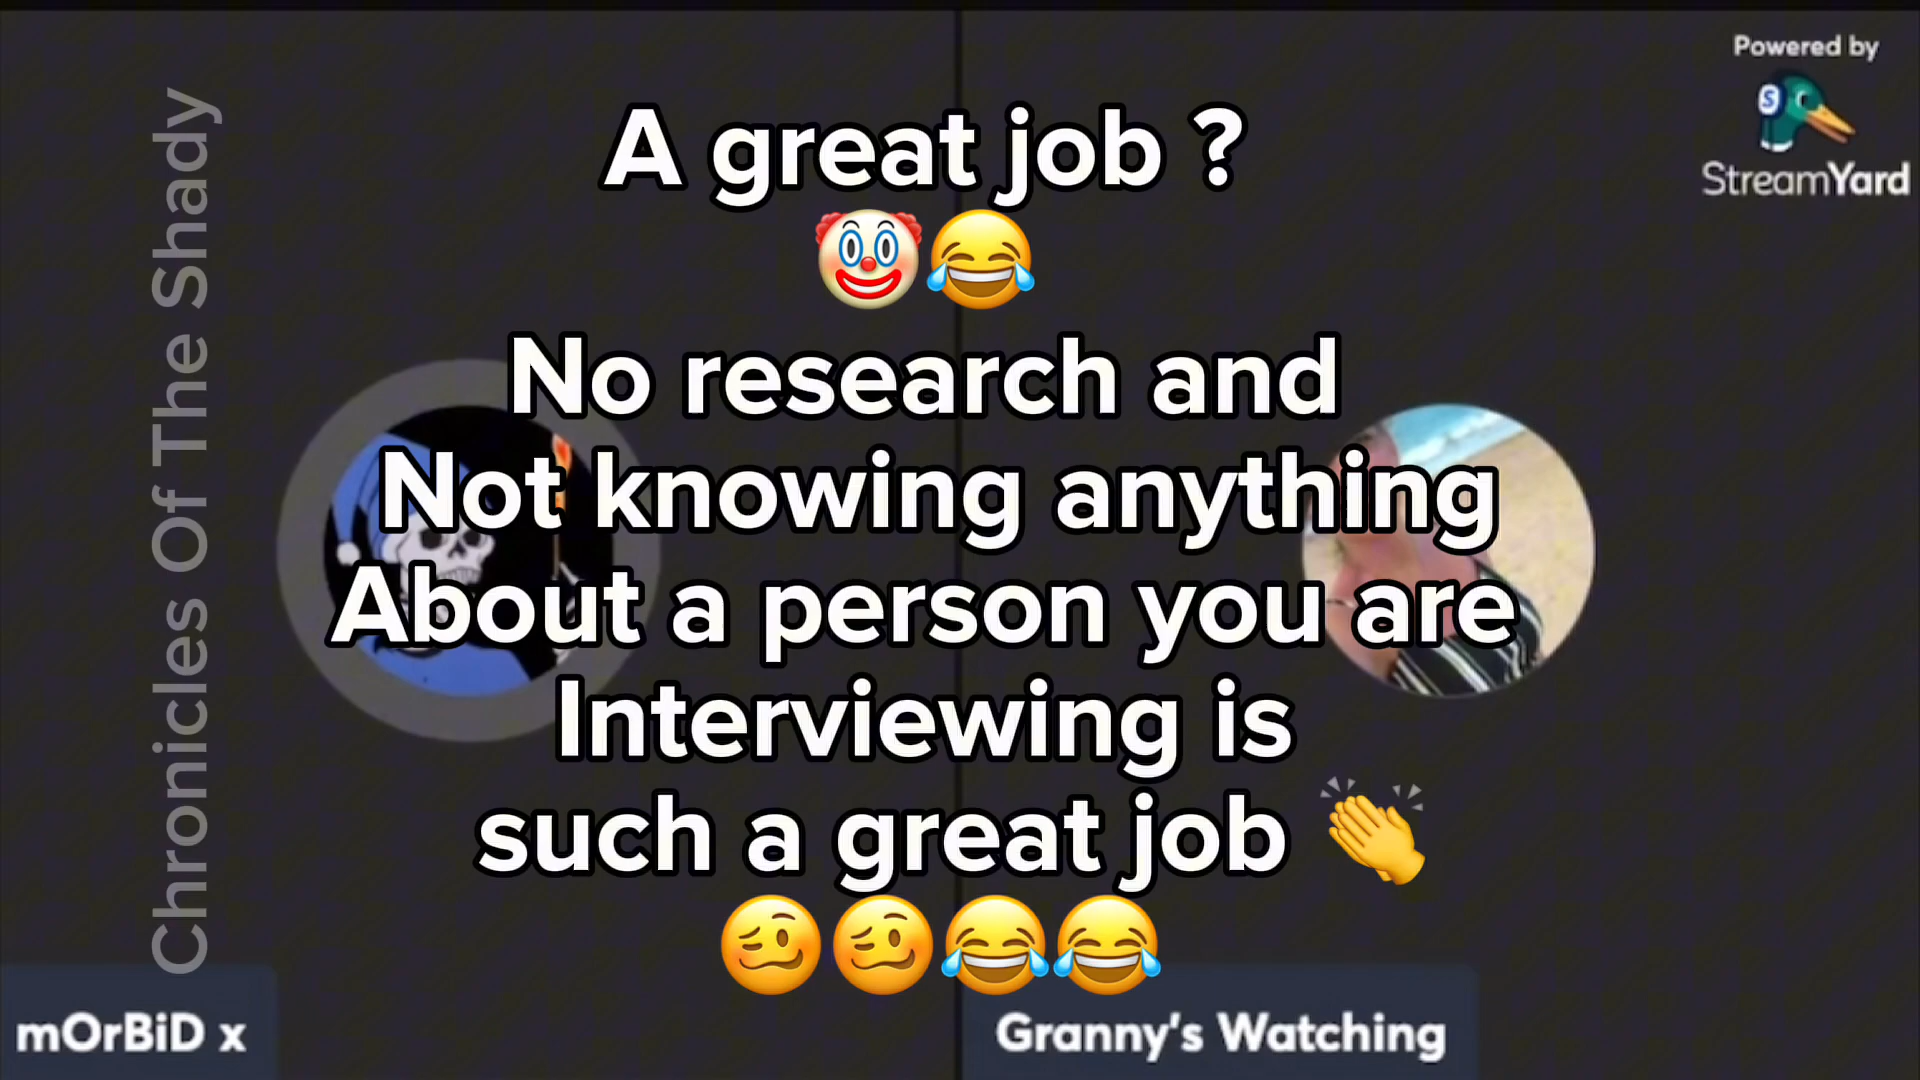 Powered by
StreamYard
Chronicles Of The Shady
A great job ?
🤡😂
No research and
Not knowing anything
About a person you are
Interviewing is
such a great job 👏
🥴🥴😂😂
mOrBiD x
Granny's Watching